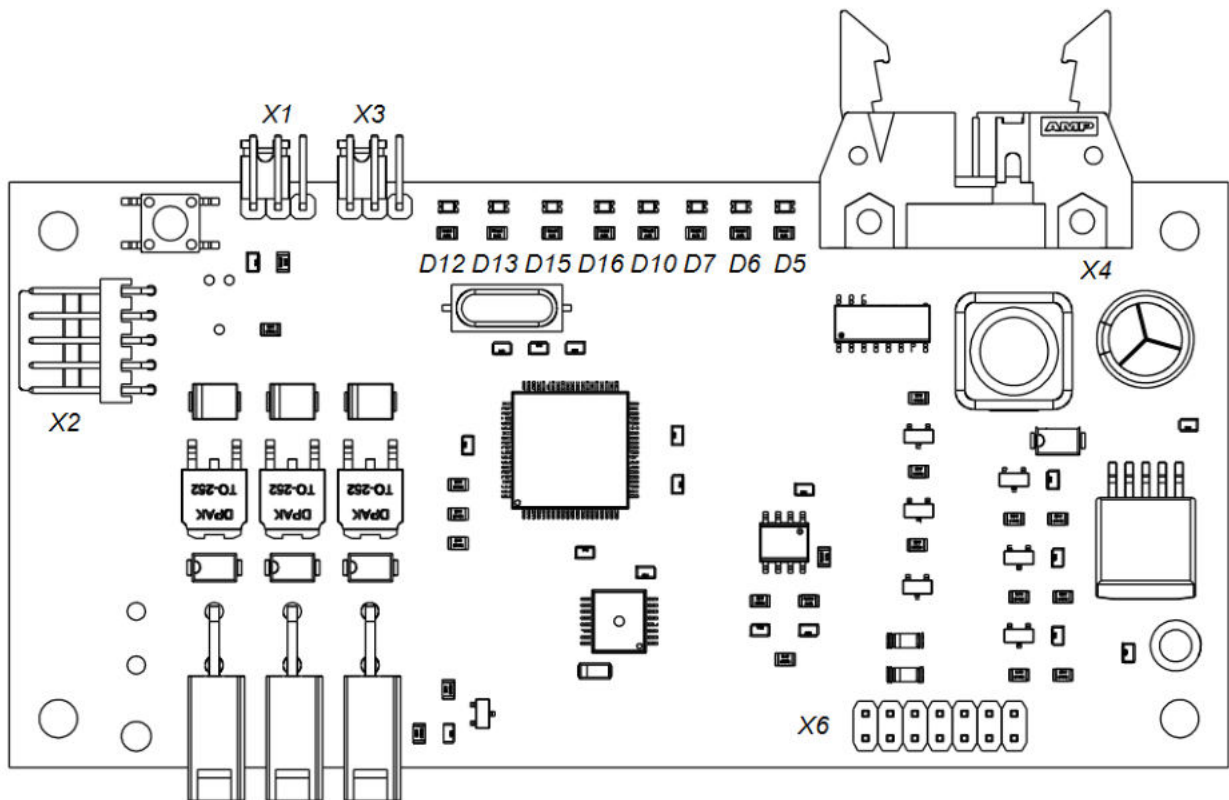 X1 X3
AMP
D12 D13 D15 D16 D10 D7 D6 D5
X4
X2
TO-252 TO-252 TO-252
DPAK DPAK DPAK
X6